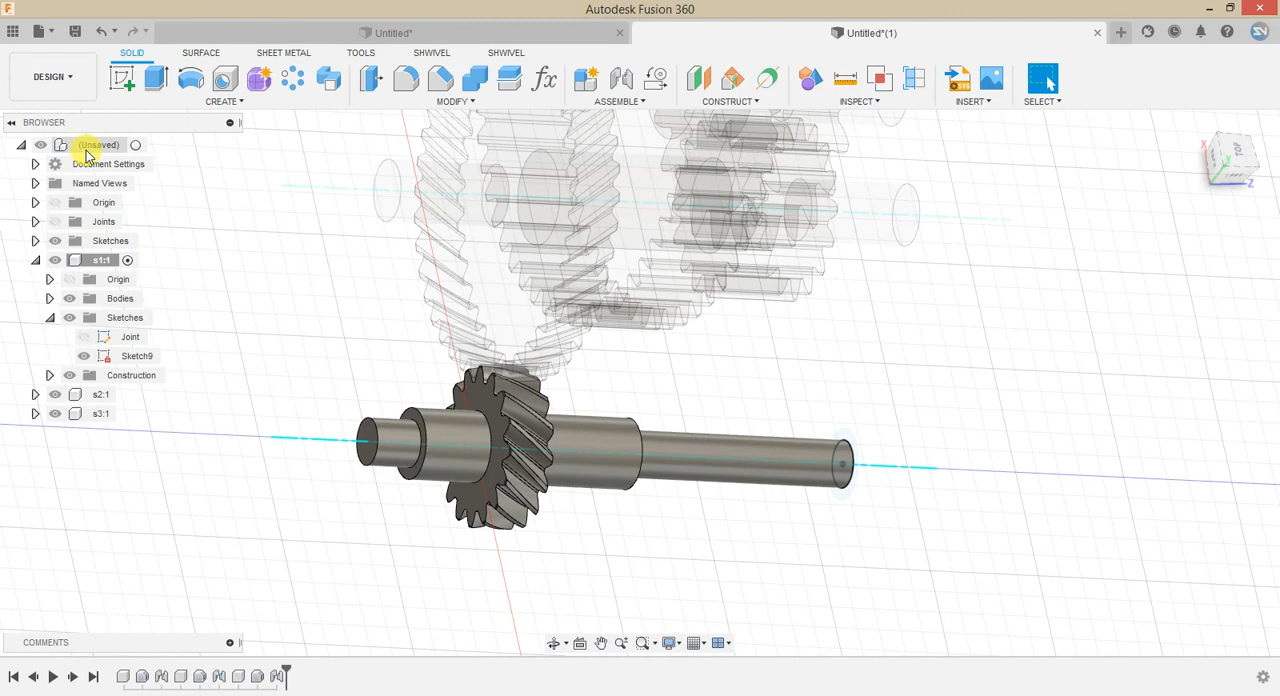 Autodesk Fusion 360
Untitled*
Untitled*(1)
SN
SOLID
SURFACE
SHEET METAL
TOOLS
SHWIVEL
SHWIVEL
DESIGN
CREATE
MODIFY
ASSEMBLE
CONSTRUCT
INSPECT
INSERT
SELECT
BROWSER
(Unsaved)
Document Settings
Named Views
Origin
Joints
Sketches
s1:1
Origin
Bodies
Sketches
Joint
Sketch9
Construction
s2:1
s3:1
TOP
X
Y
Z
COMMENTS